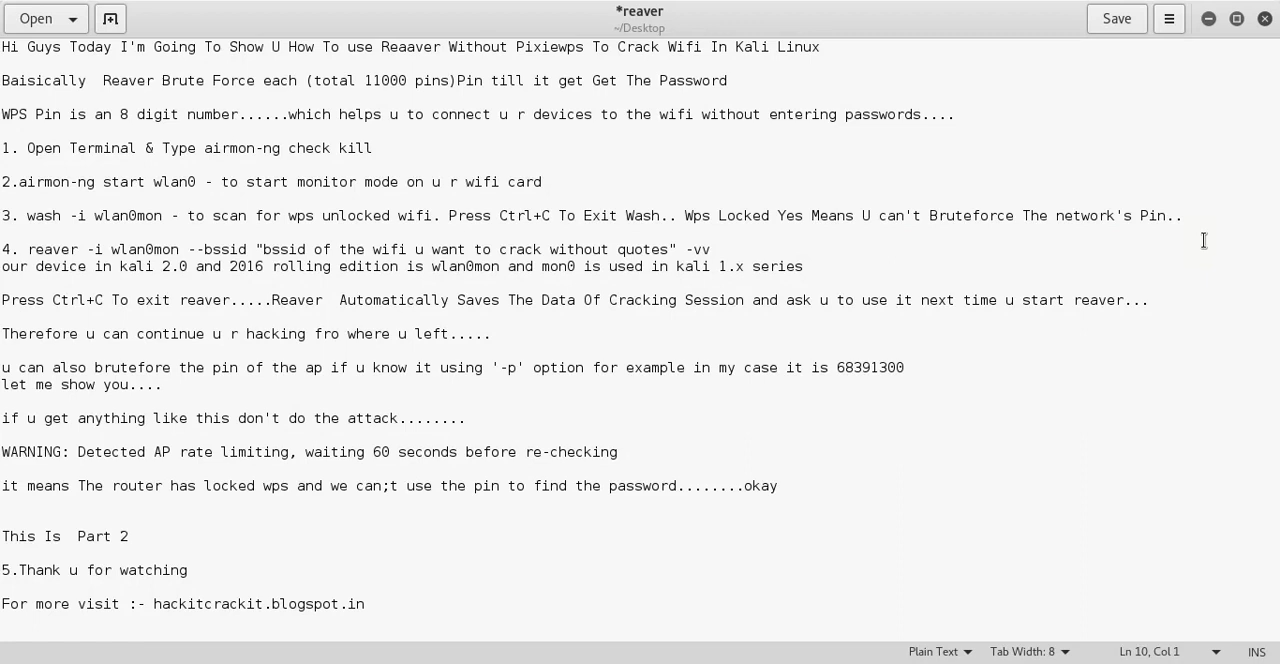 Open
*reaver
~/Desktop
Save
Hi Guys Today I'm Going To Show U How To use Reaaver Without Pixiewps To Crack Wifi In Kali Linux
Baisically  Reaver Brute Force each (total 11000 pins)Pin till it get Get The Password
WPS Pin is an 8 digit number......which helps u to connect u r devices to the wifi without entering passwords....
1. Open Terminal & Type airmon-ng check kill
2.airmon-ng start wlan0 - to start monitor mode on u r wifi card
3. wash -i wlan0mon - to scan for wps unlocked wifi. Press Ctrl+C To Exit Wash.. Wps Locked Yes Means U can't Bruteforce The network's Pin..
4. reaver -i wlan0mon --bssid "bssid of the wifi u want to crack without quotes" -vv
our device in kali 2.0 and 2016 rolling edition is wlan0mon and mon0 is used in kali 1.x series
Press Ctrl+C To exit reaver.....Reaver  Automatically Saves The Data Of Cracking Session and ask u to use it next time u start reaver...
Therefore u can continue u r hacking fro where u left.....
u can also brutefore the pin of the ap if u know it using '-p' option for example in my case it is 68391300
let me show you....
if u get anything like this don't do the attack........
WARNING: Detected AP rate limiting, waiting 60 seconds before re-checking
it means The router has locked wps and we can;t use the pin to find the password........okay
This Is  Part 2
5.Thank u for watching
For more visit :- hackitcrackit.blogspot.in
Plain Text
Tab Width: 8
Ln 10, Col 1
INS